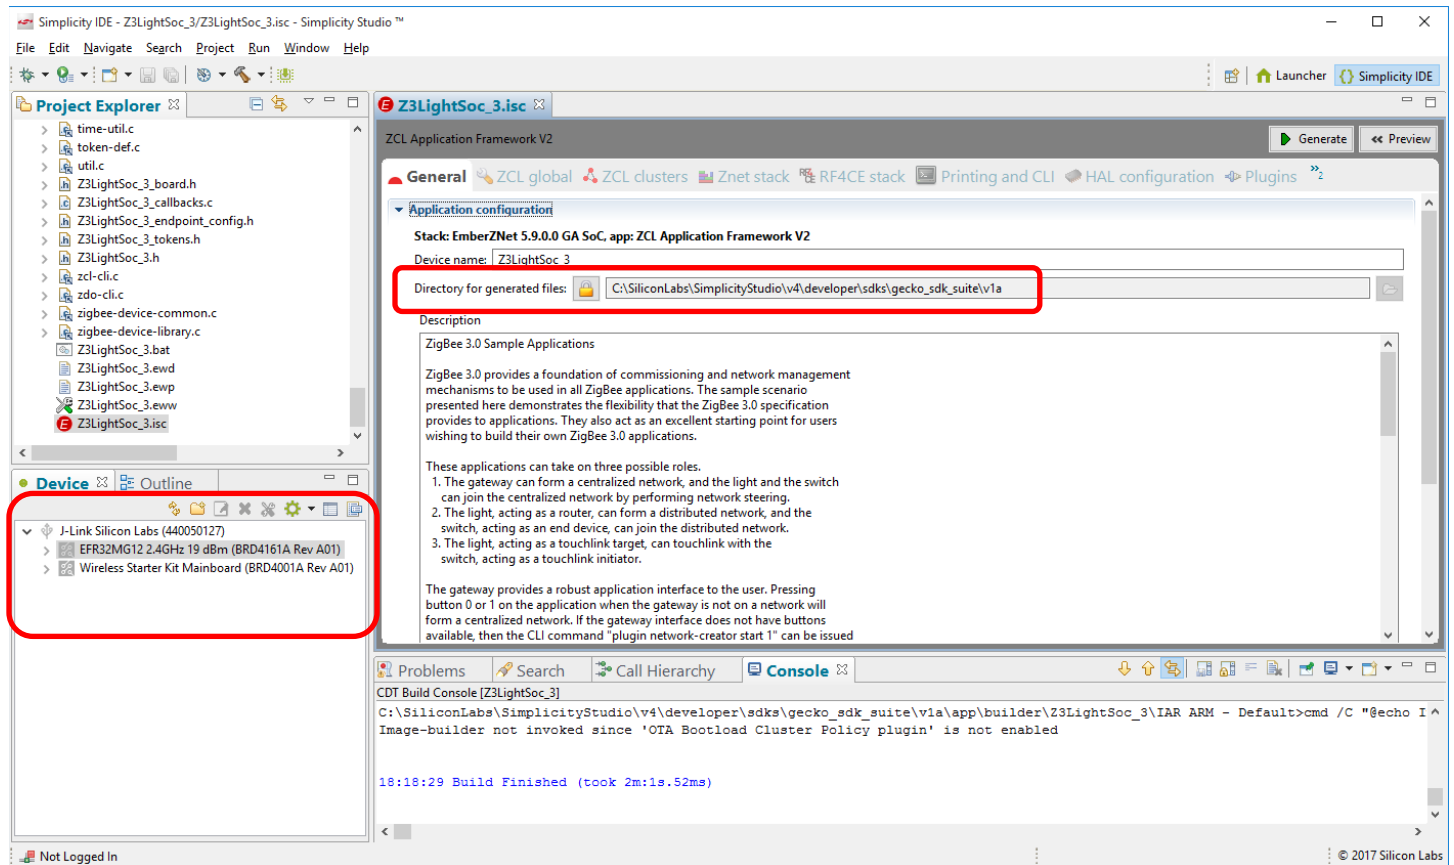 Simplicity IDE - Z3LightSoc_3/Z3LightSoc_3.isc - Simplicity Studio ™
File Edit Navigate Search Project Run Window Help
Launcher
Simplicity IDE
Project Explorer
time-util.c
token-def.c
util.c
Z3LightSoc_3_board.h
Z3LightSoc_3_callbacks.c
Z3LightSoc_3_endpoint_config.h
Z3LightSoc_3_tokens.h
Z3LightSoc_3.h
zcl-cli.c
zdo-cli.c
zigbee-device-common.c
zigbee-device-library.c
Z3LightSoc_3.bat
Z3LightSoc_3.ewd
Z3LightSoc_3.ewp
Z3LightSoc_3.eww
Z3LightSoc_3.isc
Device Outline
J-Link Silicon Labs (440050127)
EFR32MG12 2.4GHz 19 dBm (BRD4161A Rev A01)
Wireless Starter Kit Mainboard (BRD4001A Rev A01)
Z3LightSoc_3.isc
ZCL Application Framework V2
Generate
Preview
General ZCL global ZCL clusters Znet stack RF4CE stack Printing and CLI HAL configuration Plugins »2
Application configuration
Stack: EmberZNet 5.9.0.0 GA SoC, app: ZCL Application Framework V2
Device name: Z3LightSoc_3
Directory for generated files: C:\SiliconLabs\SimplicityStudio\v4\developer\sdks\gecko_sdk_suite\v1a
Description
ZigBee 3.0 Sample Applications
ZigBee 3.0 provides a foundation of commissioning and network management
mechanisms to be used in all ZigBee applications. The sample scenario
presented here demonstrates the flexibility that the ZigBee 3.0 specification
provides to applications. They also act as an excellent starting point for users
wishing to build their own ZigBee 3.0 applications.
These applications can take on three possible roles.
1. The gateway can form a centralized network, and the light and the switch
can join the centralized network by performing network steering.
2. The light, acting as a router, can form a distributed network, and the
switch, acting as an end device, can join the distributed network.
3. The light, acting as a touchlink target, can touchlink with the
switch, acting as a touchlink initiator.
The gateway provides a robust application interface to the user. Pressing
button 0 or 1 on the application when the gateway is not on a network will
form a centralized network. If the gateway interface does not have buttons
available, then the CLI command "plugin network-creator start 1" can be issued
Problems Search Call Hierarchy Console
CDT Build Console [Z3LightSoc_3]
C:\SiliconLabs\SimplicityStudio\v4\developer\sdks\gecko_sdk_suite\v1a\app\builder\Z3LightSoc_3\IAR ARM - Default>cmd /C "@echo I
Image-builder not invoked since 'OTA Bootload Cluster Policy plugin' is not enabled
18:18:29 Build Finished (took 2m:1s.52ms)
Not Logged In
© 2017 Silicon Labs